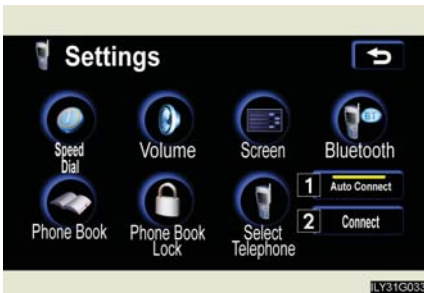 Settings
Speed
Dial
Volume
Screen
BT
Bluetooth
1 Auto Connect
Phone Book
Phone Book
Lock
Select
Telephone
2 Connect
ILY31G033